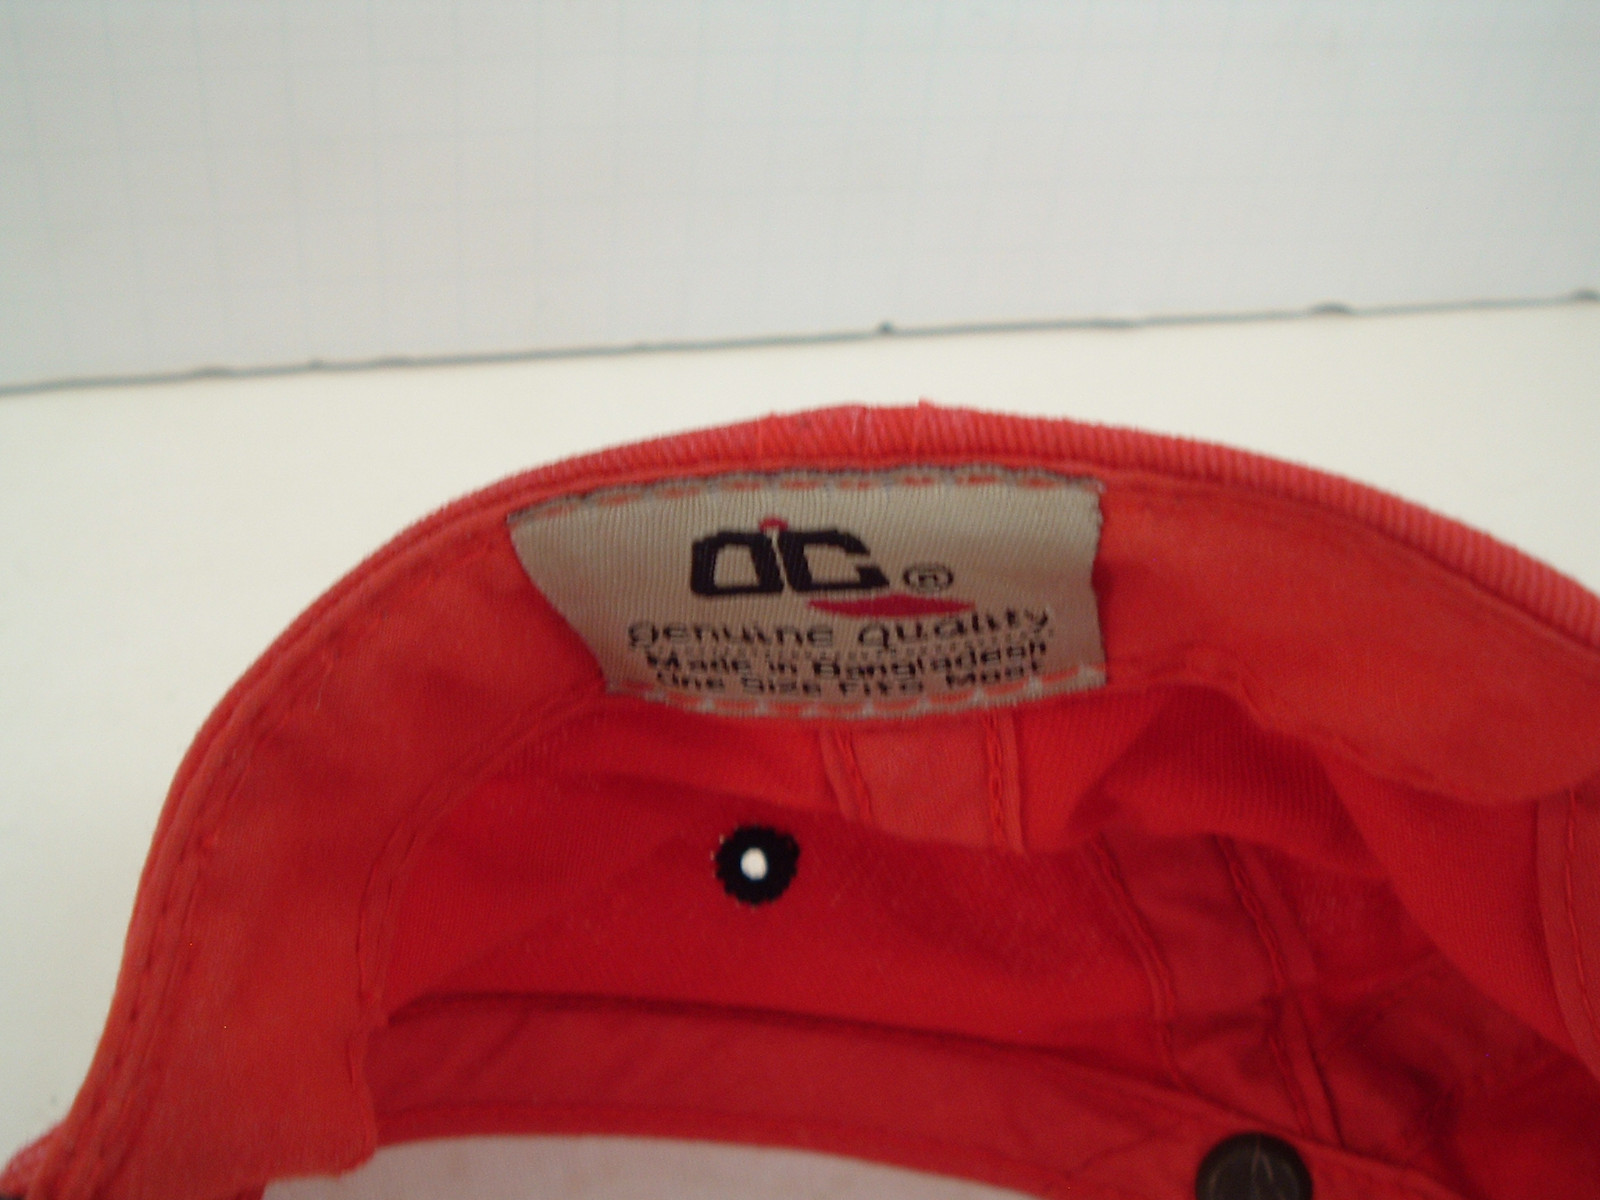 OC ®
Genuine Quality
Made in Bangladesh
One Size Fits Most